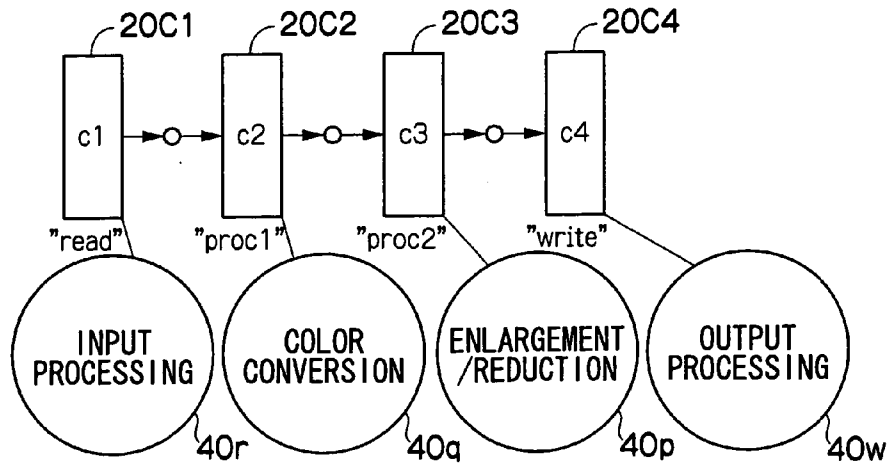 20C1 20C2 20C3 20C4
c1 c2 c3 c4
"read" "proc1" "proc2" "write"
INPUT
PROCESSING
COLOR
CONVERSION
ENLARGEMENT
/REDUCTION
OUTPUT
PROCESSING
40r 40q 40p 40w